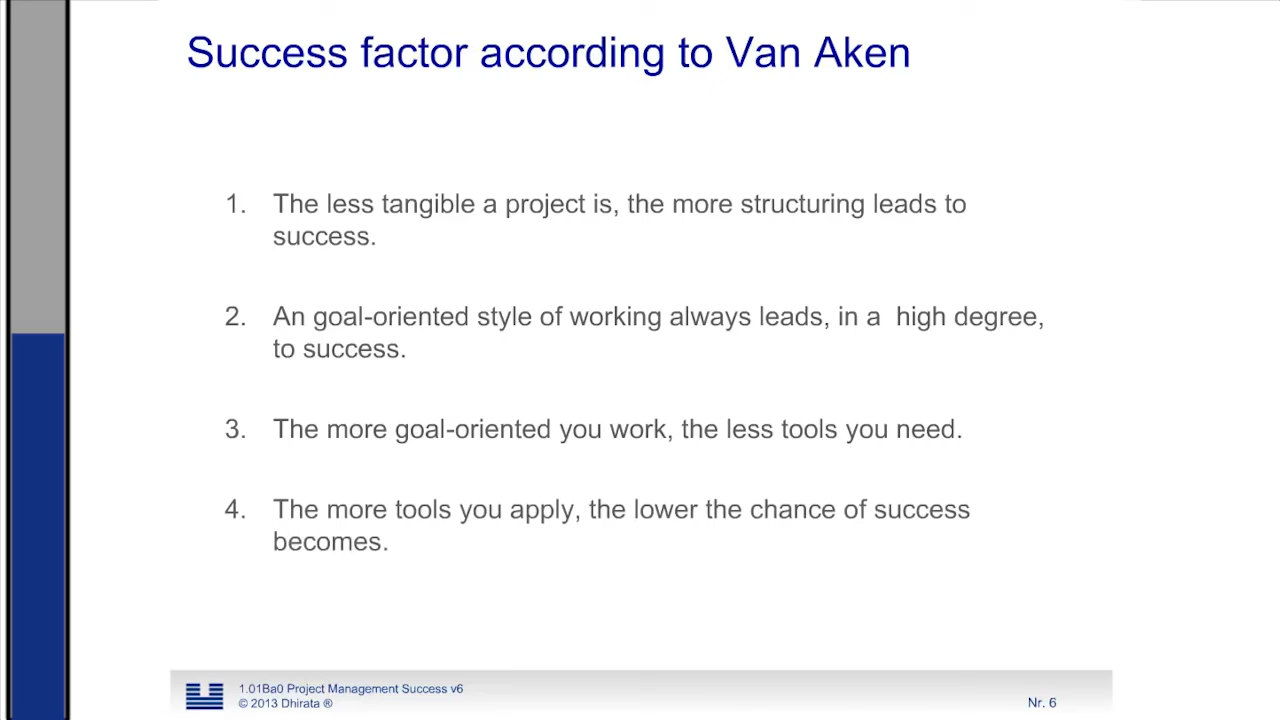 Success factor according to Van Aken
1. The less tangible a project is, the more structuring leads to
success.
2. An goal-oriented style of working always leads, in a  high degree,
to success.
3. The more goal-oriented you work, the less tools you need.
4. The more tools you apply, the lower the chance of success
becomes.
1.01Ba0 Project Management Success v6
© 2013 Dhirata ®
Nr. 6